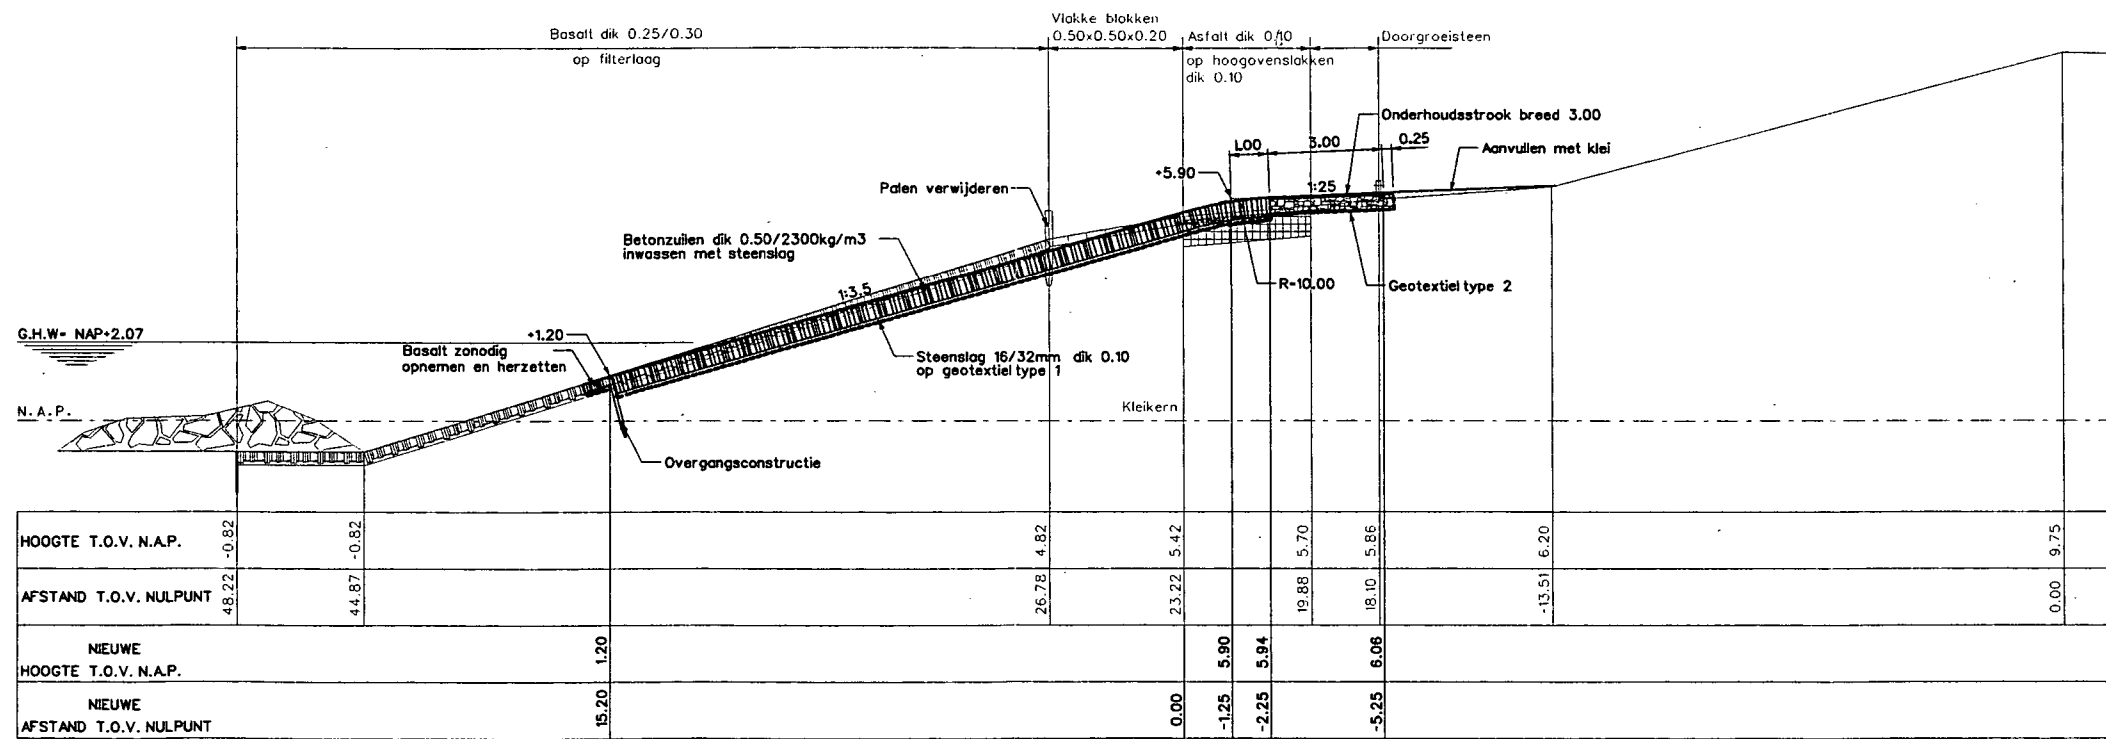 Vlakke blokken
Basalt dik 0.25/0.30
0.50x0.50x0.20
Asfalt dik 0.10
Doorgroeisteen
op filterlaag
op hoogovenslakken
dik 0.10
Onderhoudsstrook breed 3.00
1.00
3.00
0.25
Aanvullen met klei
+5.90
Palen verwijderen
1:25
Betonzuilen dik 0.50/2300kg/m3
inwassen met steenslag
1:3.5
R=10.00
Geotextiel type 2
G.H.W= NAP+2.07
+1.20
Basalt zonodig
opnemen en herzetten
Steenslag 16/32mm dik 0.10
op geotextiel type 1
N.A.P.
Kleikern
Overgangsconstructie
HOOGTE T.O.V. N.A.P. -0.82 -0.82 4.82 5.42 5.70 5.86 6.20 9.75
AFSTAND T.O.V. NULPUNT 48.22 44.87 26.78 23.22 19.88 18.10 -13.51 0.00
NIEUWE
HOOGTE T.O.V. N.A.P. 1.20 5.90 5.94 6.06
NIEUWE
AFSTAND T.O.V. NULPUNT 15.20 0.00 -1.25 -2.25 -5.25